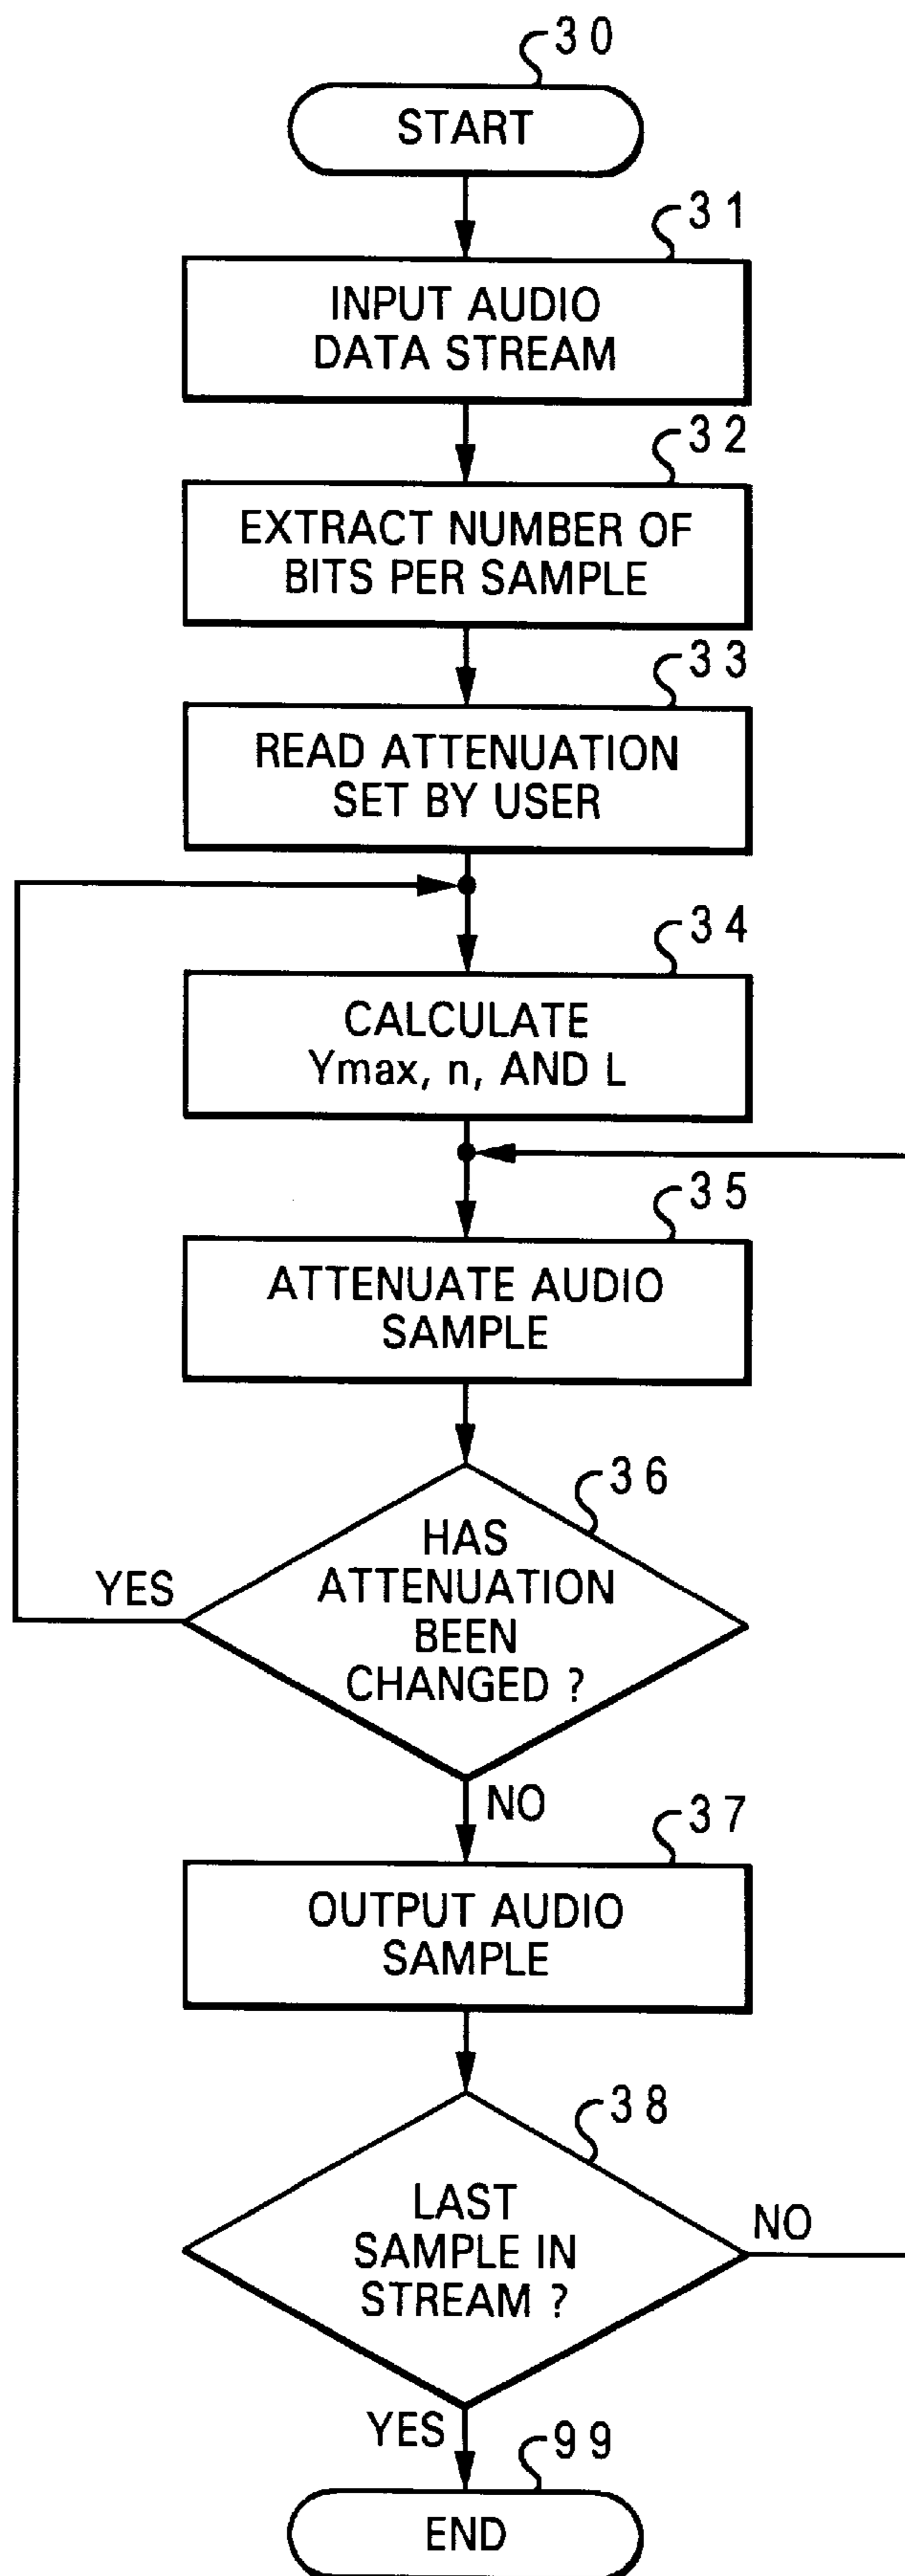 30
START
31
INPUT AUDIO
DATA STREAM
32
EXTRACT NUMBER OF
BITS PER SAMPLE
33
READ ATTENUATION
SET BY USER
34
CALCULATE
Ymax, n, AND L
35
ATTENUATE AUDIO
SAMPLE
36
HAS
ATTENUATION
BEEN
CHANGED ?
YES
NO
37
OUTPUT AUDIO
SAMPLE
38
LAST
SAMPLE IN
STREAM ?
NO
YES
99
END